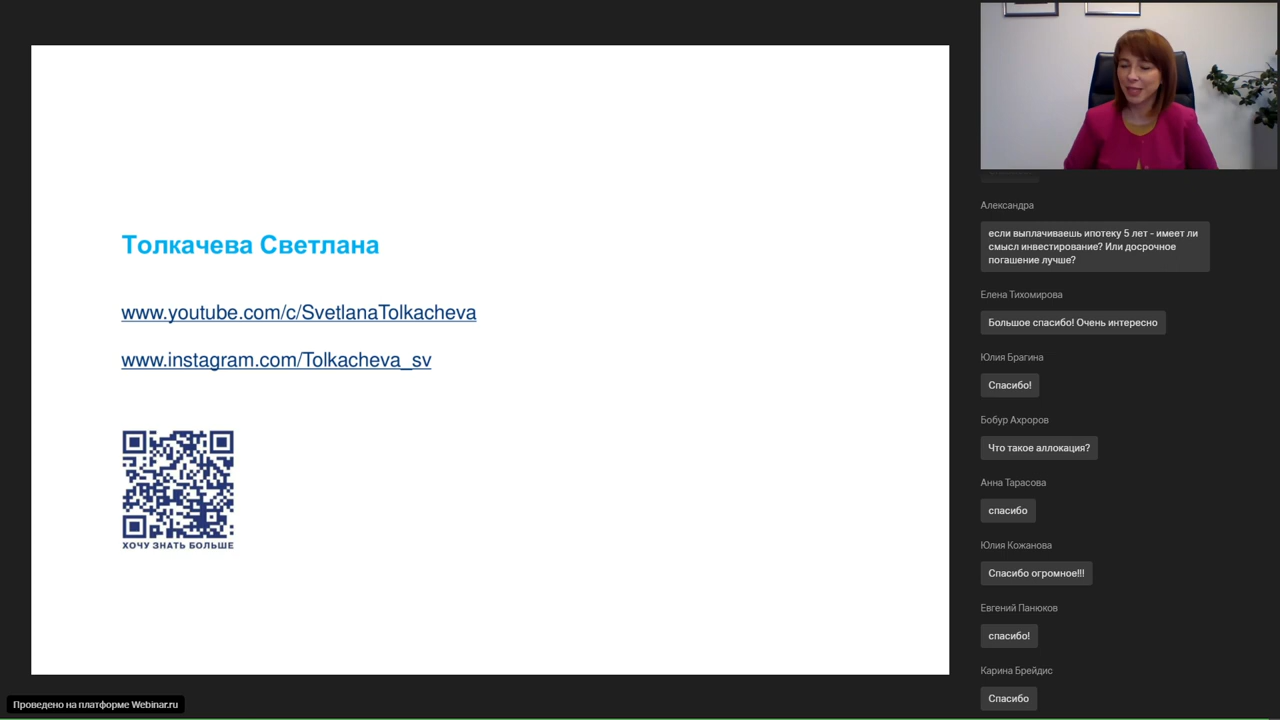 Толкачева Светлана
www.youtube.com/c/SvetlanaTolkacheva
www.instagram.com/Tolkacheva_sv
ХОЧУ ЗНАТЬ БОЛЬШЕ
Проведено на платформе Webinar.ru
Александра
если выплачиваешь ипотеку 5 лет - имеет ли
смысл инвестирование? Или досрочное
погашение лучше?
Елена Тихомирова
Большое спасибо! Очень интересно
Юлия Брагина
Спасибо!
Бобур Ахроров
Что такое аллокация?
Анна Тарасова
спасибо
Юлия Кожанова
Спасибо огромное!!!
Евгений Панюков
спасибо!
Карина Брейдис
Спасибо